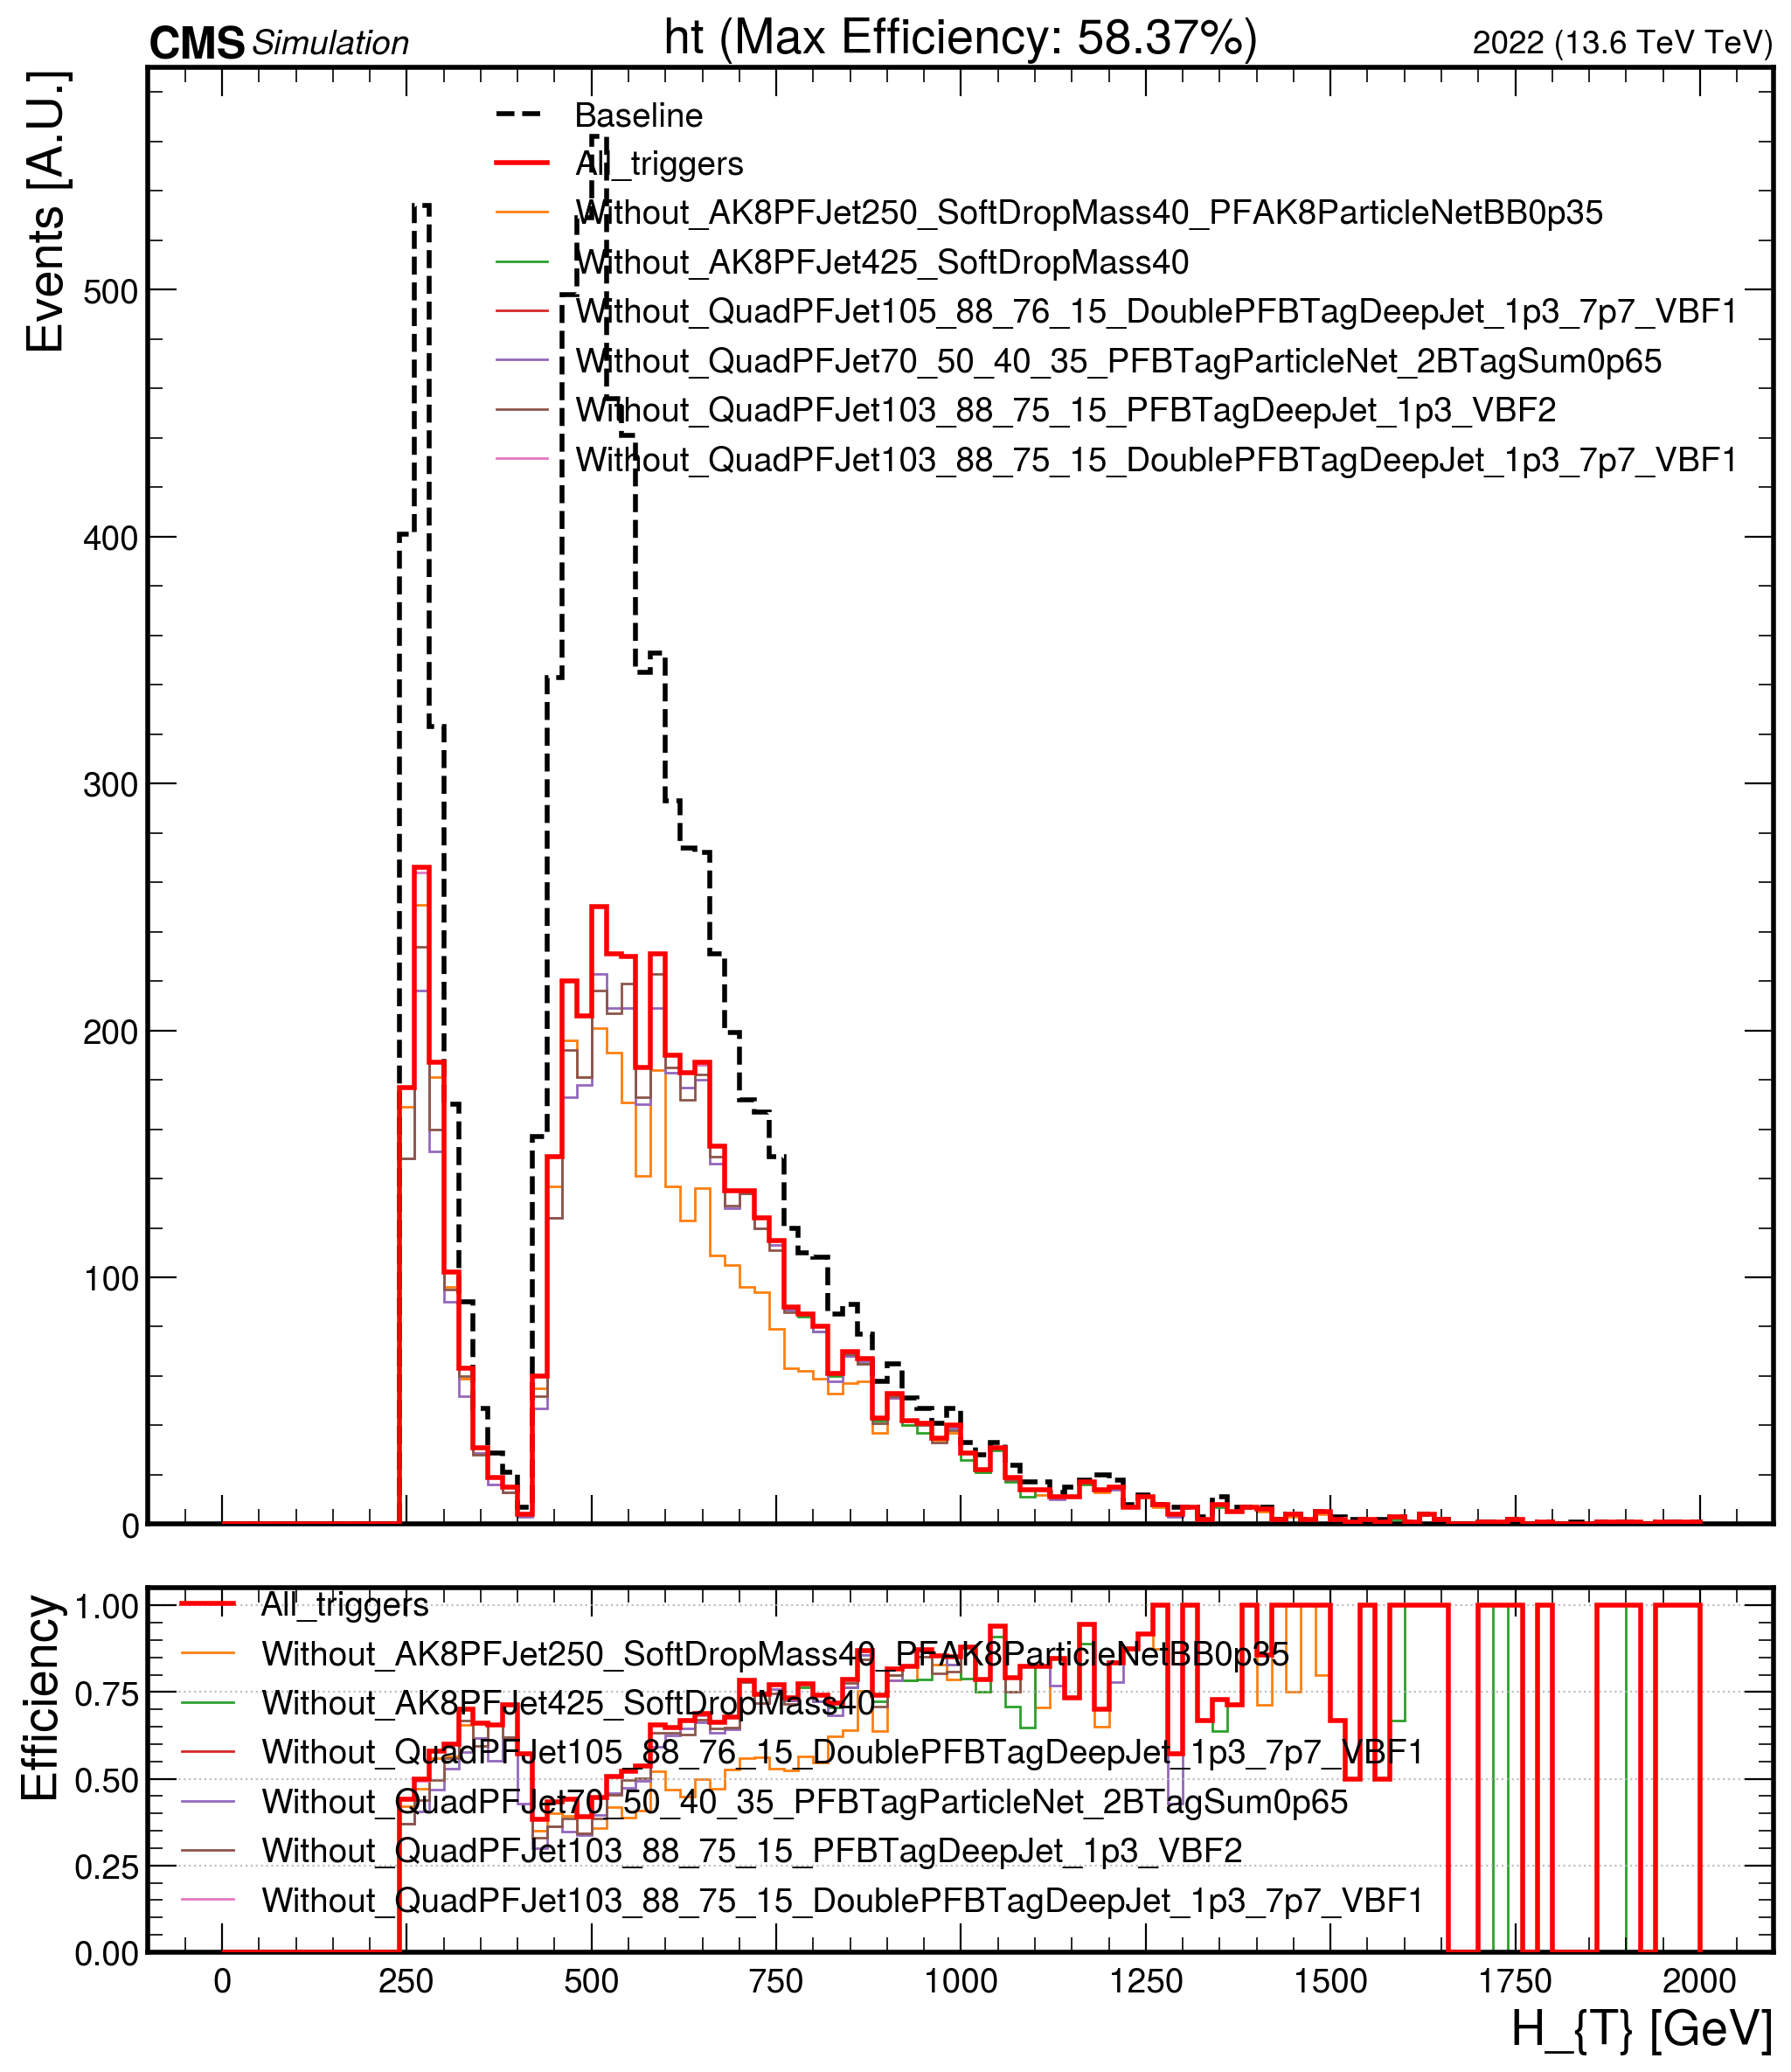 CMS Simulation ht (Max Efficiency: 58.37%) 2022 (13.6 TeV TeV)
Events [A.U.]
Baseline
All_triggers
Without_AK8PFJet250_SoftDropMass40_PFAK8ParticleNetBB0p35
Without_AK8PFJet425_SoftDropMass40
Without_QuadPFJet105_88_76_15_DoublePFBTagDeepJet_1p3_7p7_VBF1
Without_QuadPFJet70_50_40_35_PFBTagParticleNet_2BTagSum0p65
Without_QuadPFJet103_88_75_15_PFBTagDeepJet_1p3_VBF2
Without_QuadPFJet103_88_75_15_DoublePFBTagDeepJet_1p3_7p7_VBF1
500
400
300
200
100
0
Efficiency
1.00
0.75
0.50
0.25
0.00
All_triggers
Without_AK8PFJet250_SoftDropMass40_PFAK8ParticleNetBB0p35
Without_AK8PFJet425_SoftDropMass40
Without_QuadPFJet105_88_76_15_DoublePFBTagDeepJet_1p3_7p7_VBF1
Without_QuadPFJet70_50_40_35_PFBTagParticleNet_2BTagSum0p65
Without_QuadPFJet103_88_75_15_PFBTagDeepJet_1p3_VBF2
Without_QuadPFJet103_88_75_15_DoublePFBTagDeepJet_1p3_7p7_VBF1
0 250 500 750 1000 1250 1500 1750 2000
H_{T} [GeV]